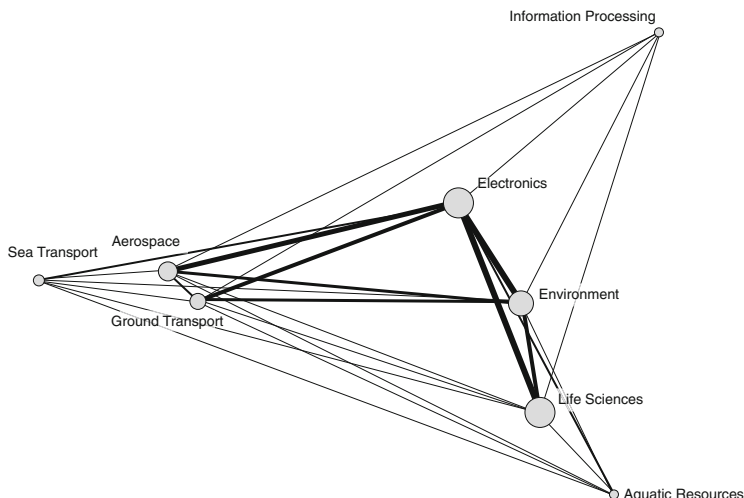 Information Processing
Electronics
Aerospace
Sea Transport
Environment
Ground Transport
Life Sciences
Aquatic Resources